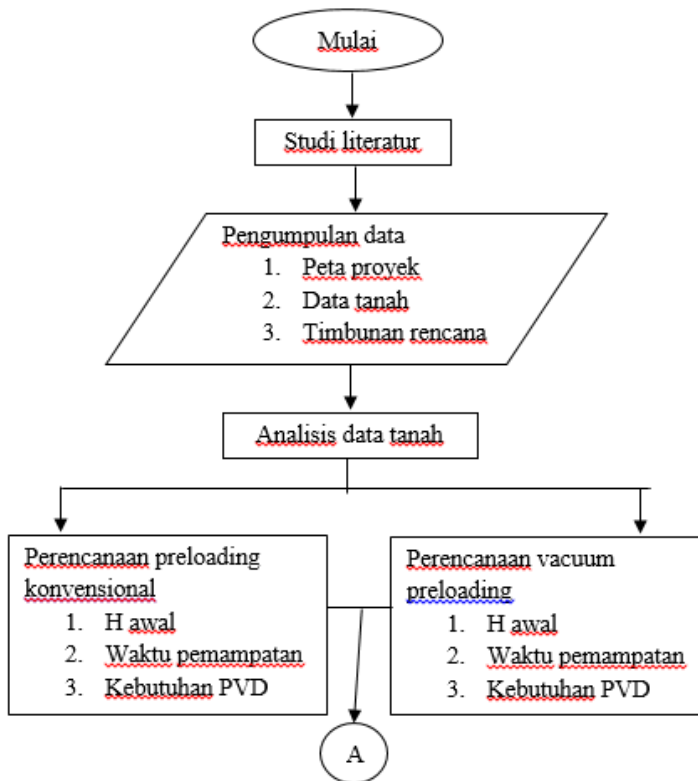 Mulai
Studi literatur
Pengumpulan data
1. Peta proyek
2. Data tanah
3. Timbunan rencana
Analisis data tanah
Perencanaan preloading
konvensional
1. H awal
2. Waktu pemampatan
3. Kebutuhan PVD
Perencanaan vacuum
preloading
1. H awal
2. Waktu pemampatan
3. Kebutuhan PVD
A